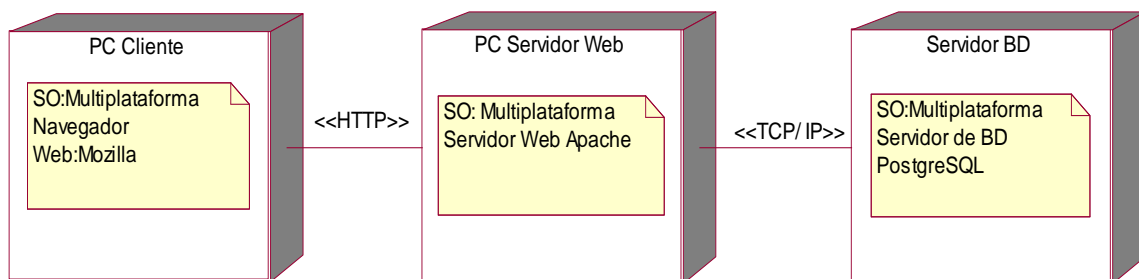 PC Cliente
SO:Multiplataforma
Navegador
Web:Mozilla
<<HTTP>>
PC Servidor Web
SO: Multiplataforma
Servidor Web Apache
<<TCP/ IP>>
Servidor BD
SO:Multiplataforma
Servidor de BD
PostgreSQL